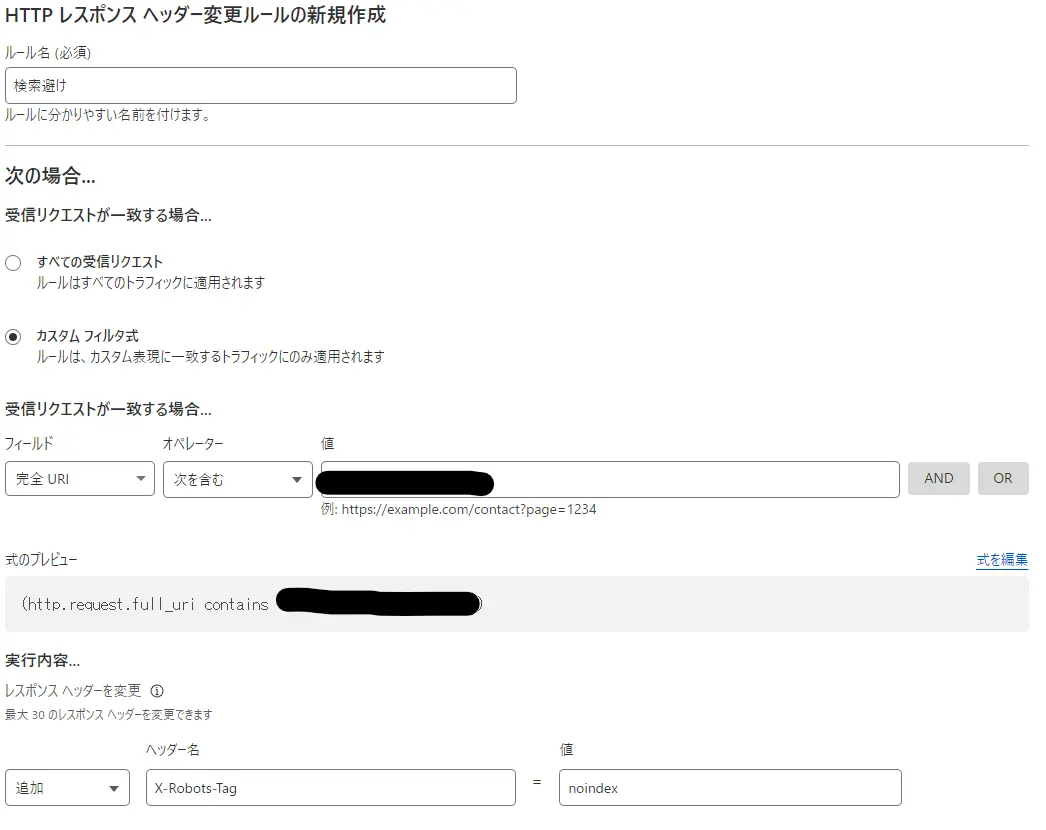 HTTP レスポンス ヘッダー変更ルールの新規作成
ルール名 (必須)
検索避け
ルールに分かりやすい名前を付けます。
次の場合...
受信リクエストが一致する場合...
すべての受信リクエスト
ルールはすべてのトラフィックに適用されます
カスタム フィルタ式
ルールは、カスタム表現に一致するトラフィックにのみ適用されます
受信リクエストが一致する場合...
フィールド オペレーター 値
完全 URI 次を含む AND OR
例: https://example.com/contact?page=1234
式のプレビュー 式を編集
(http.request.full_uri contains )
実行内容...
レスポンス ヘッダーを変更
最大 30 のレスポンス ヘッダーを変更できます
ヘッダー名 値
追加 X-Robots-Tag = noindex